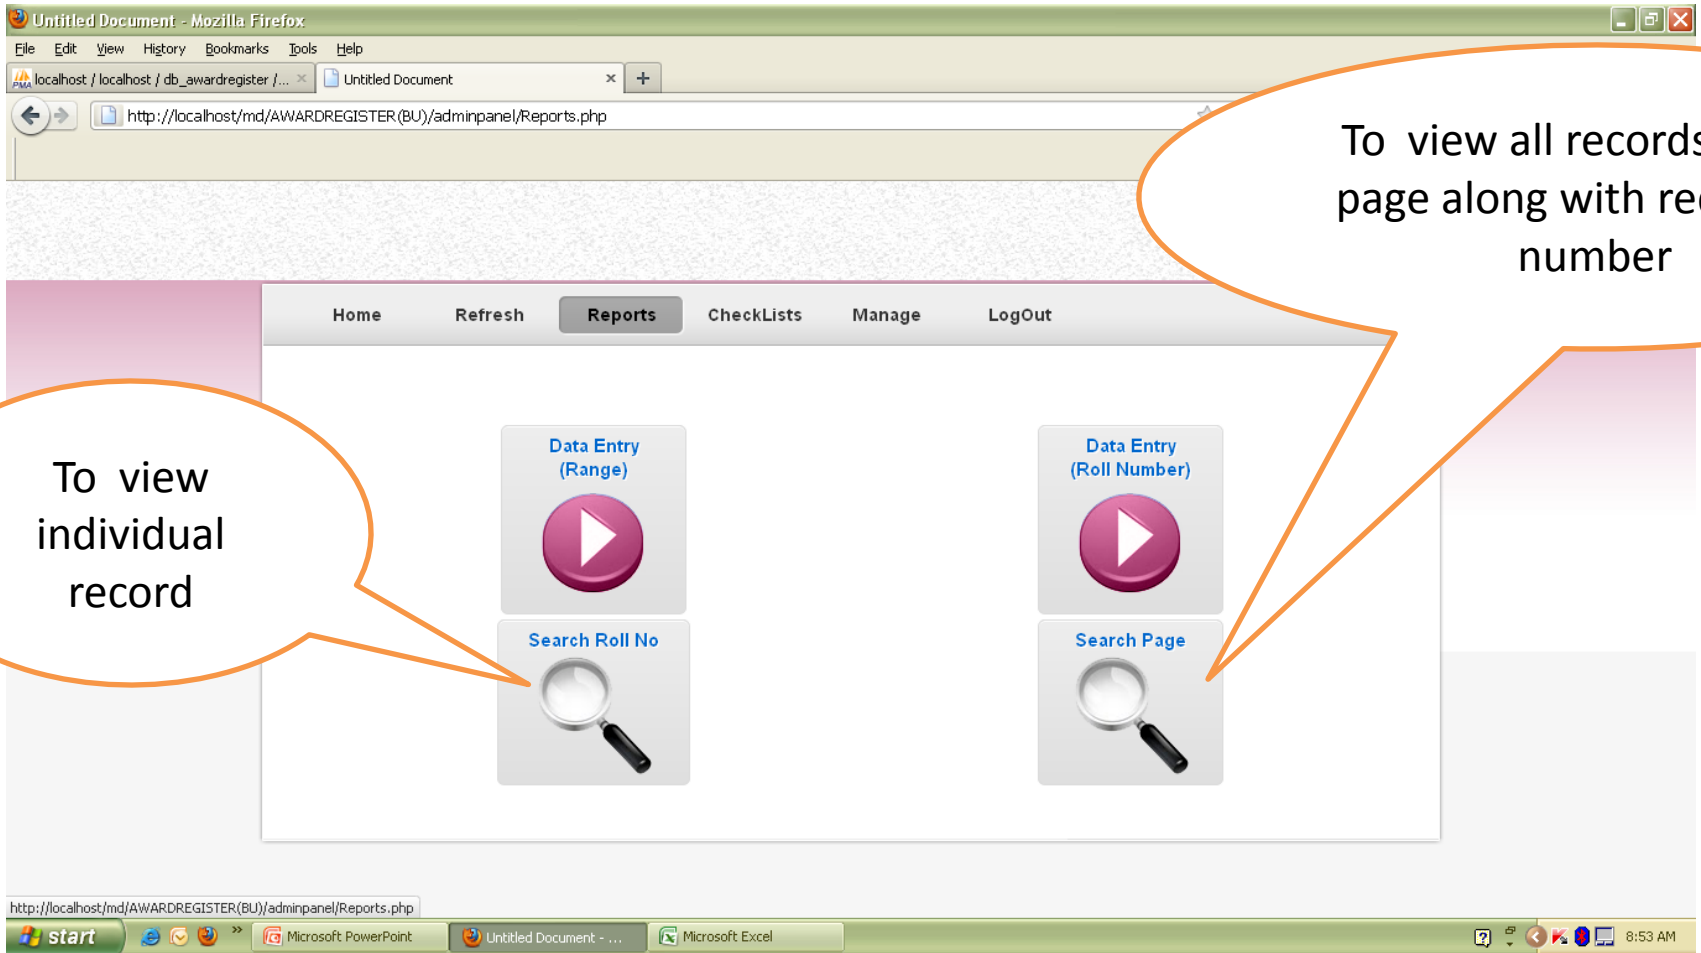 Untitled Document - Mozilla Firefox
File Edit View History Bookmarks Tools Help
localhost / localhost / db_awardregister /... Untitled Document
http://localhost/md/AWARDREGISTER(BU)/adminpanel/Reports.php
To view all records
page along with
number
Home Refresh Reports CheckLists Manage LogOut
To view
individual
record
Data Entry
(Range)
Data Entry
(Roll Number)
Search Roll No
Search Page
http://localhost/md/AWARDREGISTER(BU)/adminpanel/Reports.php
start Microsoft PowerPoint Untitled Document - ... Microsoft Excel 8:53 AM